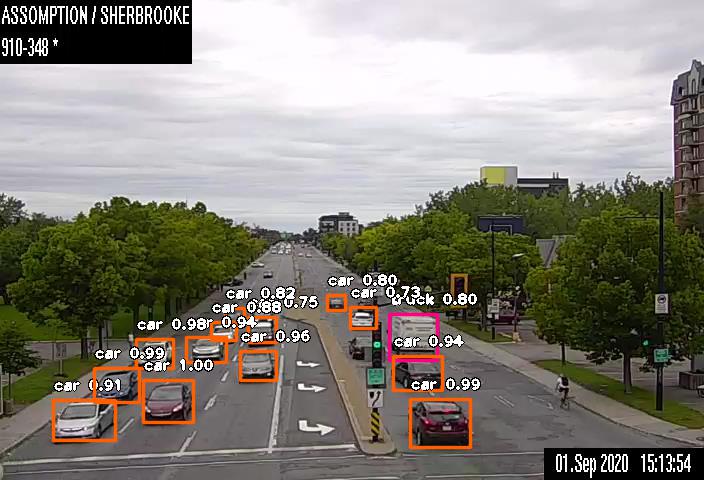 ASSOMPTION / SHERBROOKE
910-348 *
car 0.80
car 0.82
car 0.73
0.75
car 0.88
truck 0.80
car 0.98
0.94
car 0.96
car 0.94
car 0.99
car 1.00
car 0.91
car 0.99
01.Sep 2020 15:13:54